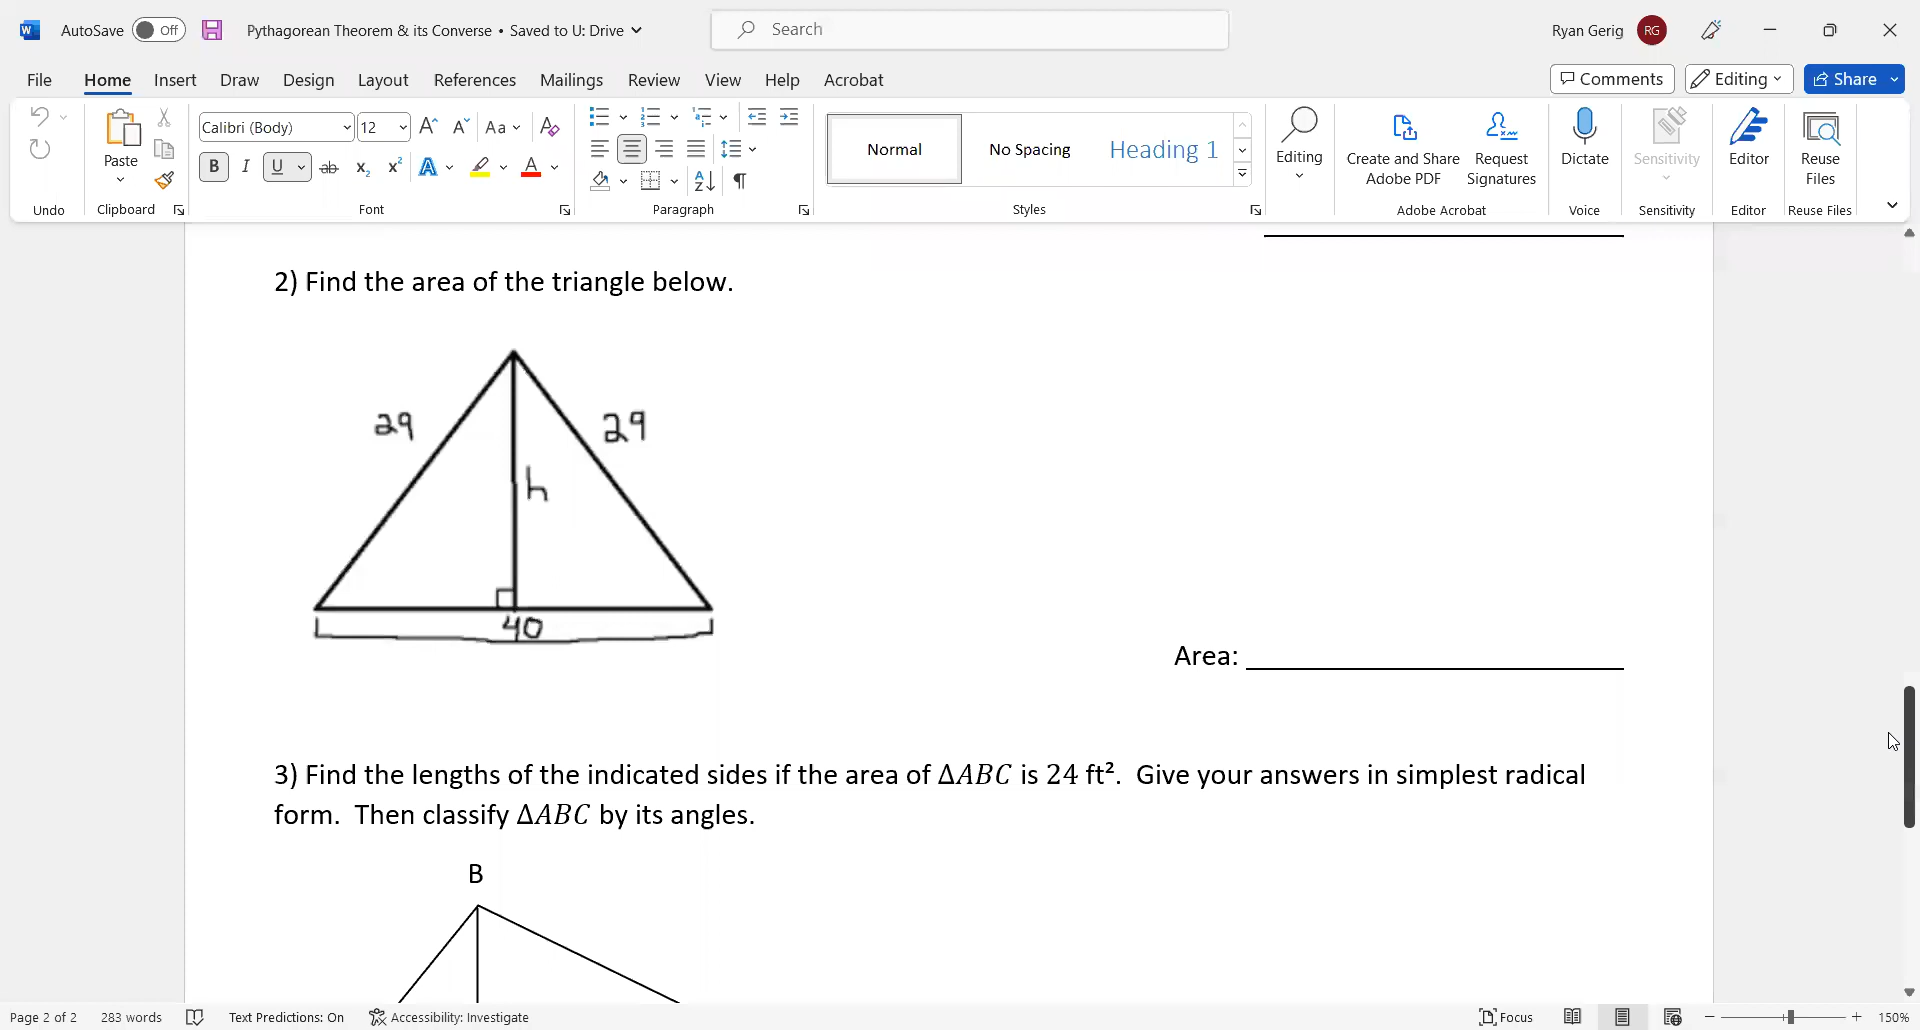 AutoSave Off Pythagorean Theorem & its Converse • Saved to U: Drive Search Ryan Gerig RG
File Home Insert Draw Design Layout References Mailings Review View Help Acrobat Comments Editing Share
Calibri (Body) 12 Aa
Paste B I U ab x₂ x² A A
Normal No Spacing Heading 1
Editing Create and Share Adobe PDF Request Signatures Dictate Sensitivity Editor Reuse Files
Undo Clipboard Font Paragraph Styles Adobe Acrobat Voice Sensitivity Editor Reuse Files
2) Find the area of the triangle below.
29 29
h
40
Area:
3) Find the lengths of the indicated sides if the area of ΔABC is 24 ft². Give your answers in simplest radical
form. Then classify ΔABC by its angles.
B
Page 2 of 2 283 words Text Predictions: On Accessibility: Investigate Focus 150%